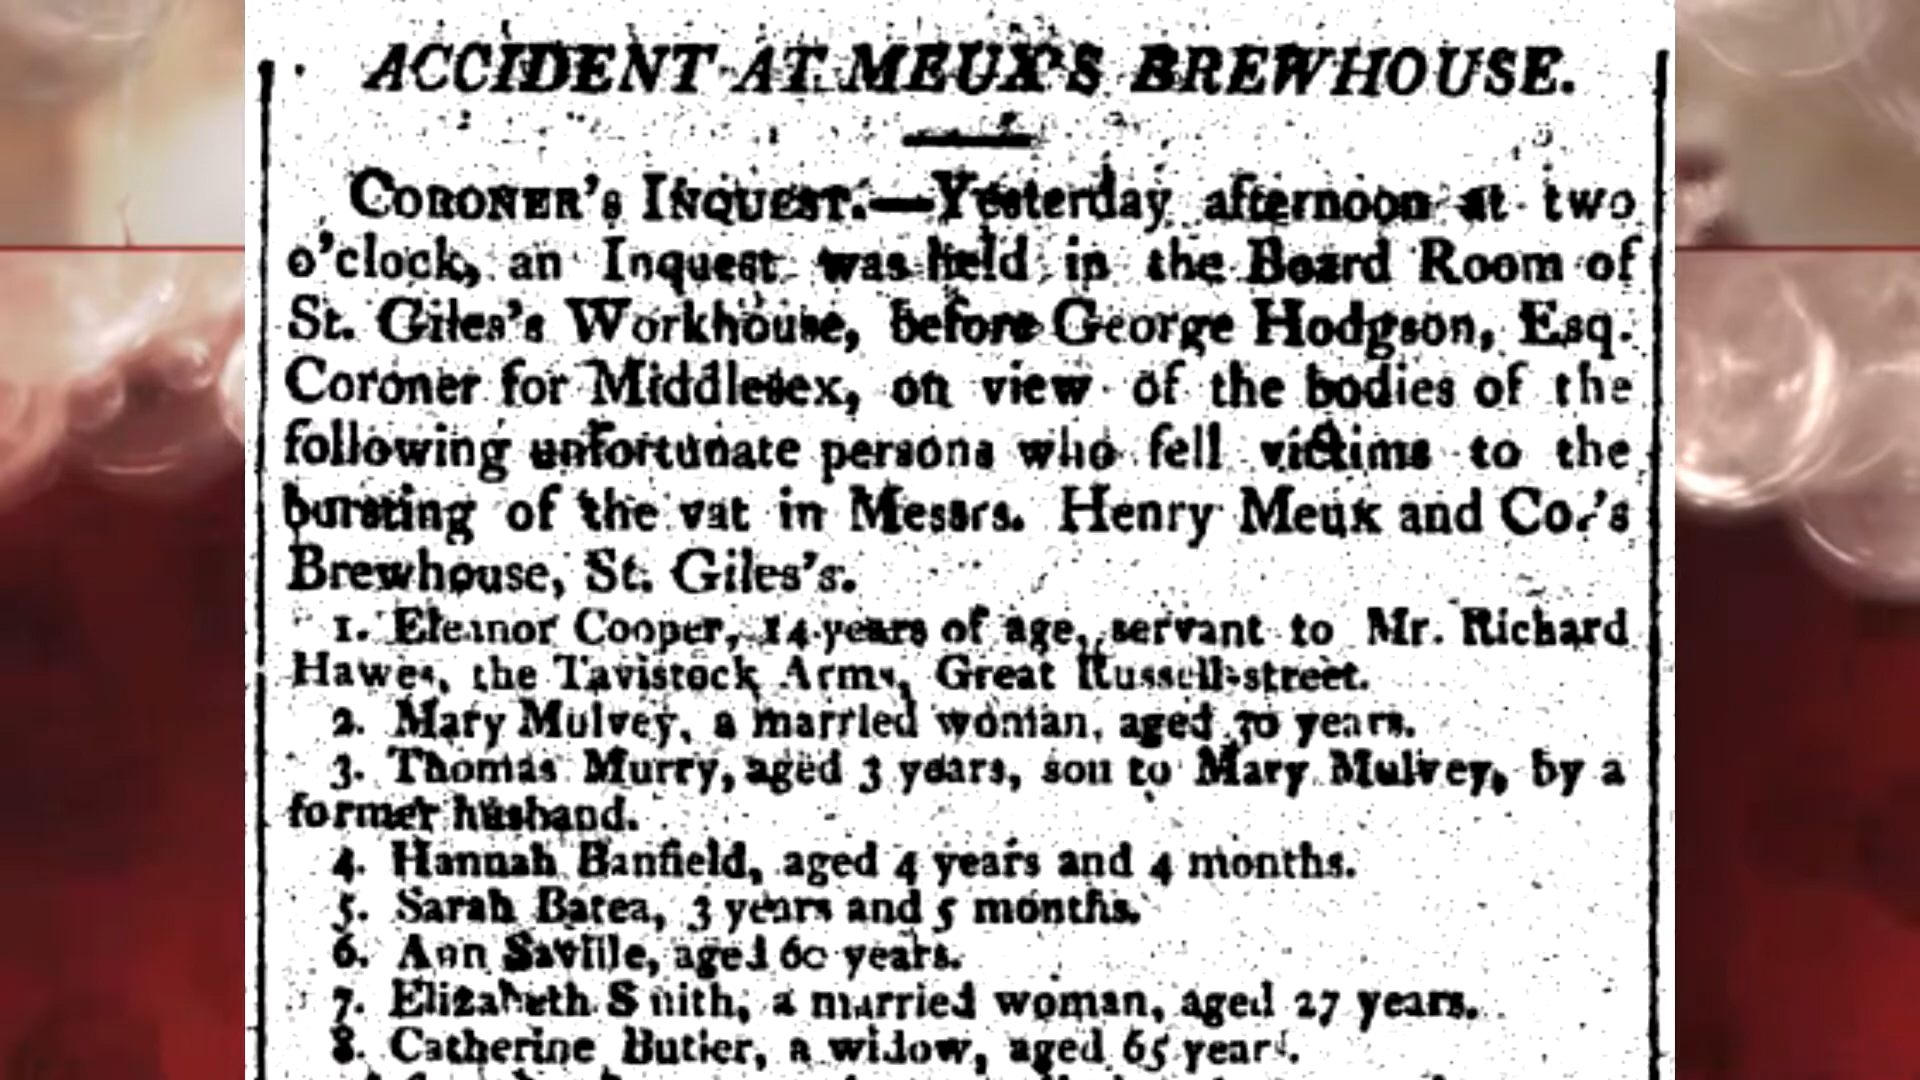 ACCIDENT AT MEUX'S BREWHOUSE.
CORONER's INQUEST.—Yesterday afternoon at two
o'clock, an Inquest was held in the Board Room of
St. Giles's Workhouse, before George Hodgson, Esq.
Coroner for Middlesex, on view of the bodies of the
following unfortunate persons who fell victims to the
bursting of the vat in Messrs. Henry Meux and Co.'s
Brewhouse, St. Giles's.
1. Eleanor Cooper, 14 years of age, servant to Mr. Richard
Hawes, the Tavistock Arms, Great Russell-street.
2. Mary Mulvey, a married woman, aged 30 years.
3. Thomas Murry, aged 3 years, son to Mary Mulvey, by a
former husband.
4. Hannah Banfield, aged 4 years and 4 months.
5. Sarah Batea, 3 years and 5 months.
6. Ann Saville, aged 60 years.
7. Elizabeth Smith, a married woman, aged 27 years.
8. Catherine Butler, a widow, aged 65 years.